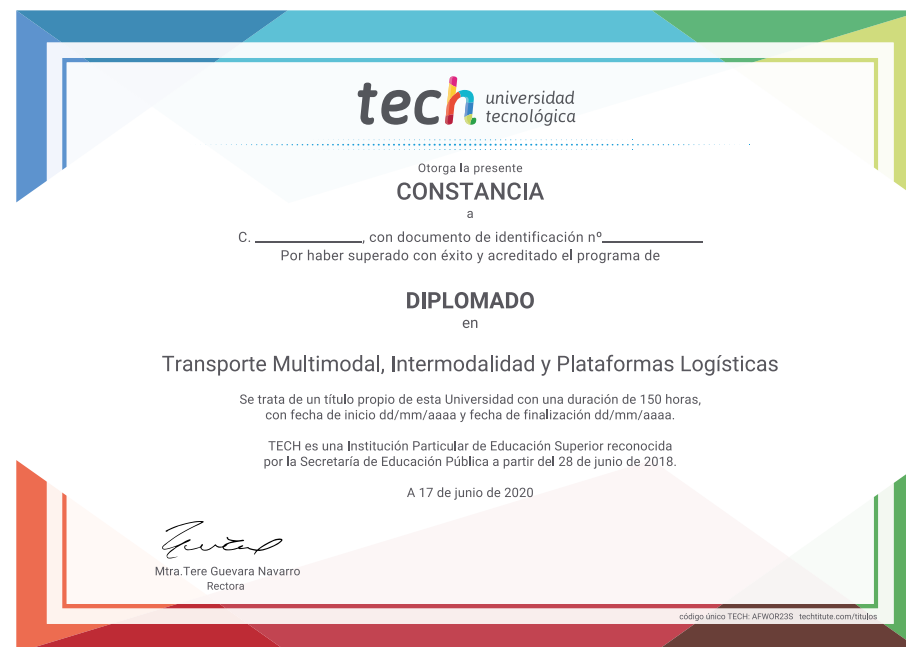 tech universidad
tecnológica
Otorga la presente
CONSTANCIA
a
C. ______________, con documento de identificación nº_____________
Por haber superado con éxito y acreditado el programa de
DIPLOMADO
en
Transporte Multimodal, Intermodalidad y Plataformas Logísticas
Se trata de un título propio de esta Universidad con una duración de 150 horas,
con fecha de inicio dd/mm/aaaa y fecha de finalización dd/mm/aaaa.
TECH es una Institución Particular de Educación Superior reconocida
por la Secretaría de Educación Pública a partir del 28 de junio de 2018.
A 17 de junio de 2020
Mtra.Tere Guevara Navarro
Rectora
código único TECH: AFWOR23S techtitute.com/titulos